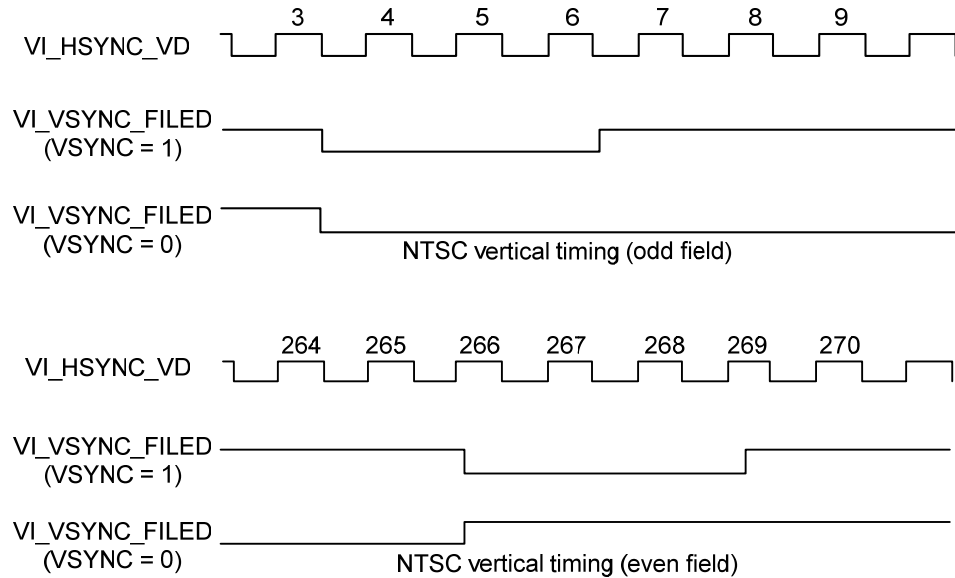 3 4 5 6 7 8 9
VI_HSYNC_VD
VI_VSYNC_FILED
(VSYNC = 1)
VI_VSYNC_FILED
(VSYNC = 0)
NTSC vertical timing (odd field)
264 265 266 267 268 269 270
VI_HSYNC_VD
VI_VSYNC_FILED
(VSYNC = 1)
VI_VSYNC_FILED
(VSYNC = 0)
NTSC vertical timing (even field)